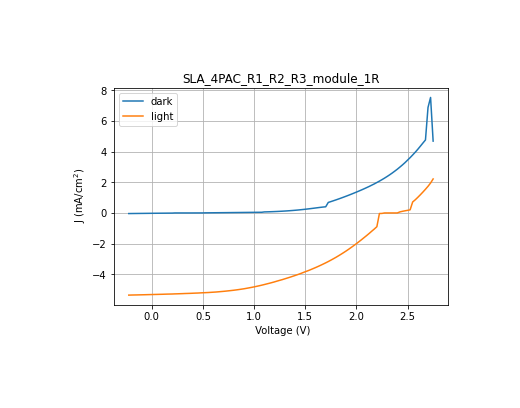 SLA_4PAC_R1_R2_R3_module_1R
dark
light
8
6
4
2
0
−2
−4
J (mA/cm²)
0.0 0.5 1.0 1.5 2.0 2.5
Voltage (V)